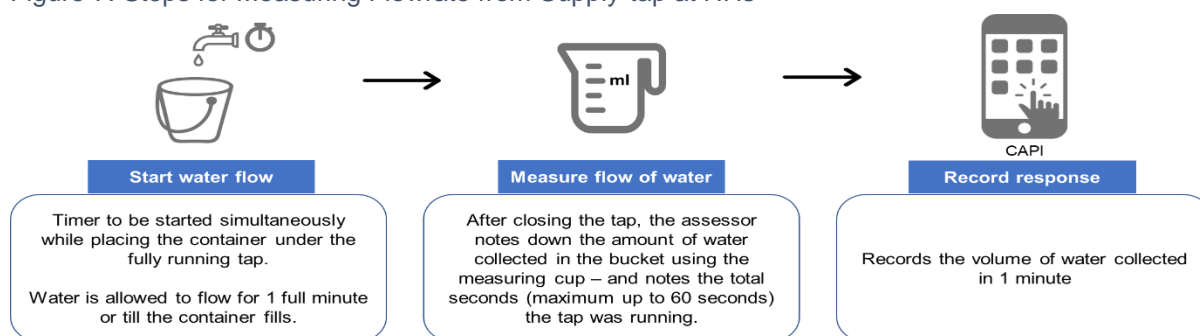 ml
CAPI
Start water flow
Measure flow of water
Record response
Timer to be started simultaneously
while placing the container under the
fully running tap.
Water is allowed to flow for 1 full minute
or till the container fills.
After closing the tap, the assessor
notes down the amount of water
collected in the bucket using the
measuring cup – and notes the total
seconds (maximum up to 60 seconds)
the tap was running.
Records the volume of water collected
in 1 minute